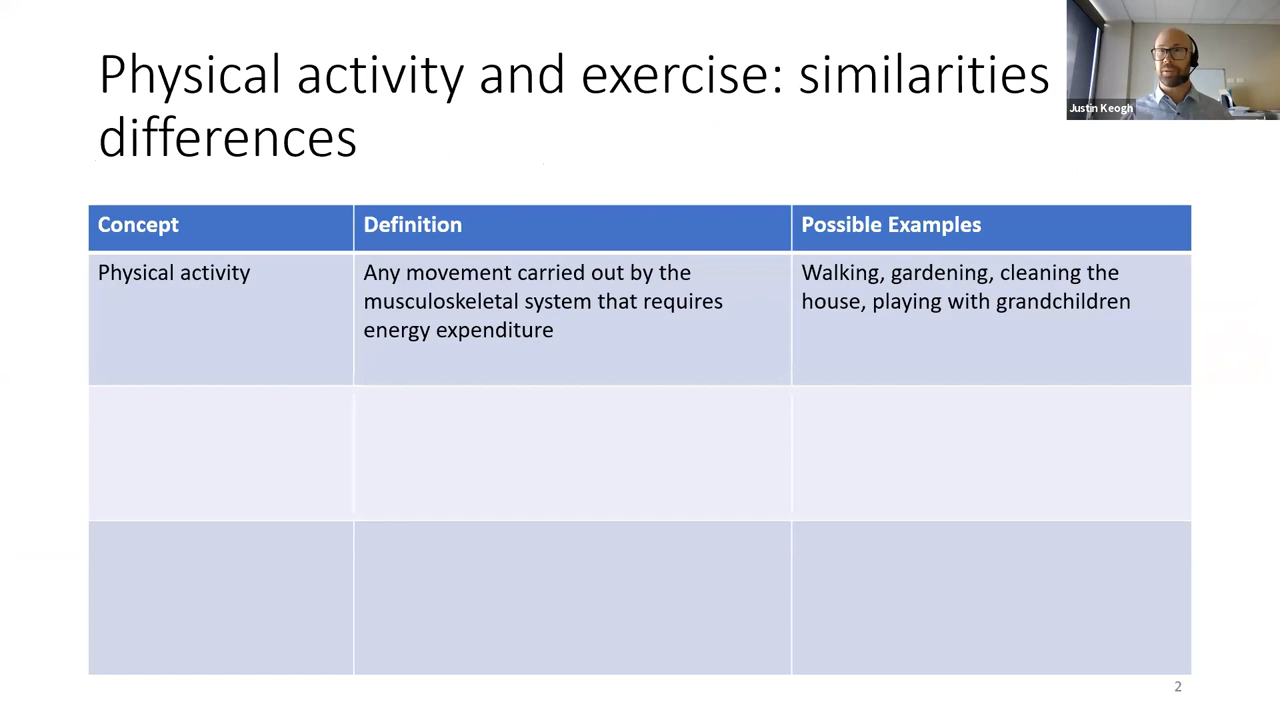 Physical activity and exercise: similarities
differences
Justin Keogh
Concept
Definition
Possible Examples
Physical activity
Any movement carried out by the
musculoskeletal system that requires
energy expenditure
Walking, gardening, cleaning the
house, playing with grandchildren
2